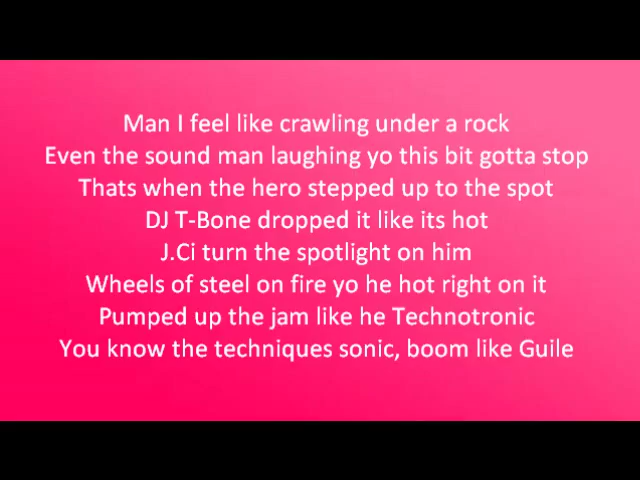 Man I feel like crawling under a rock
Even the sound man laughing yo this bit gotta stop
Thats when the hero stepped up to the spot
DJ T-Bone dropped it like its hot
J.Ci turn the spotlight on him
Wheels of steel on fire yo he hot right on it
Pumped up the jam like he Technotronic
You know the techniques sonic, boom like Guile